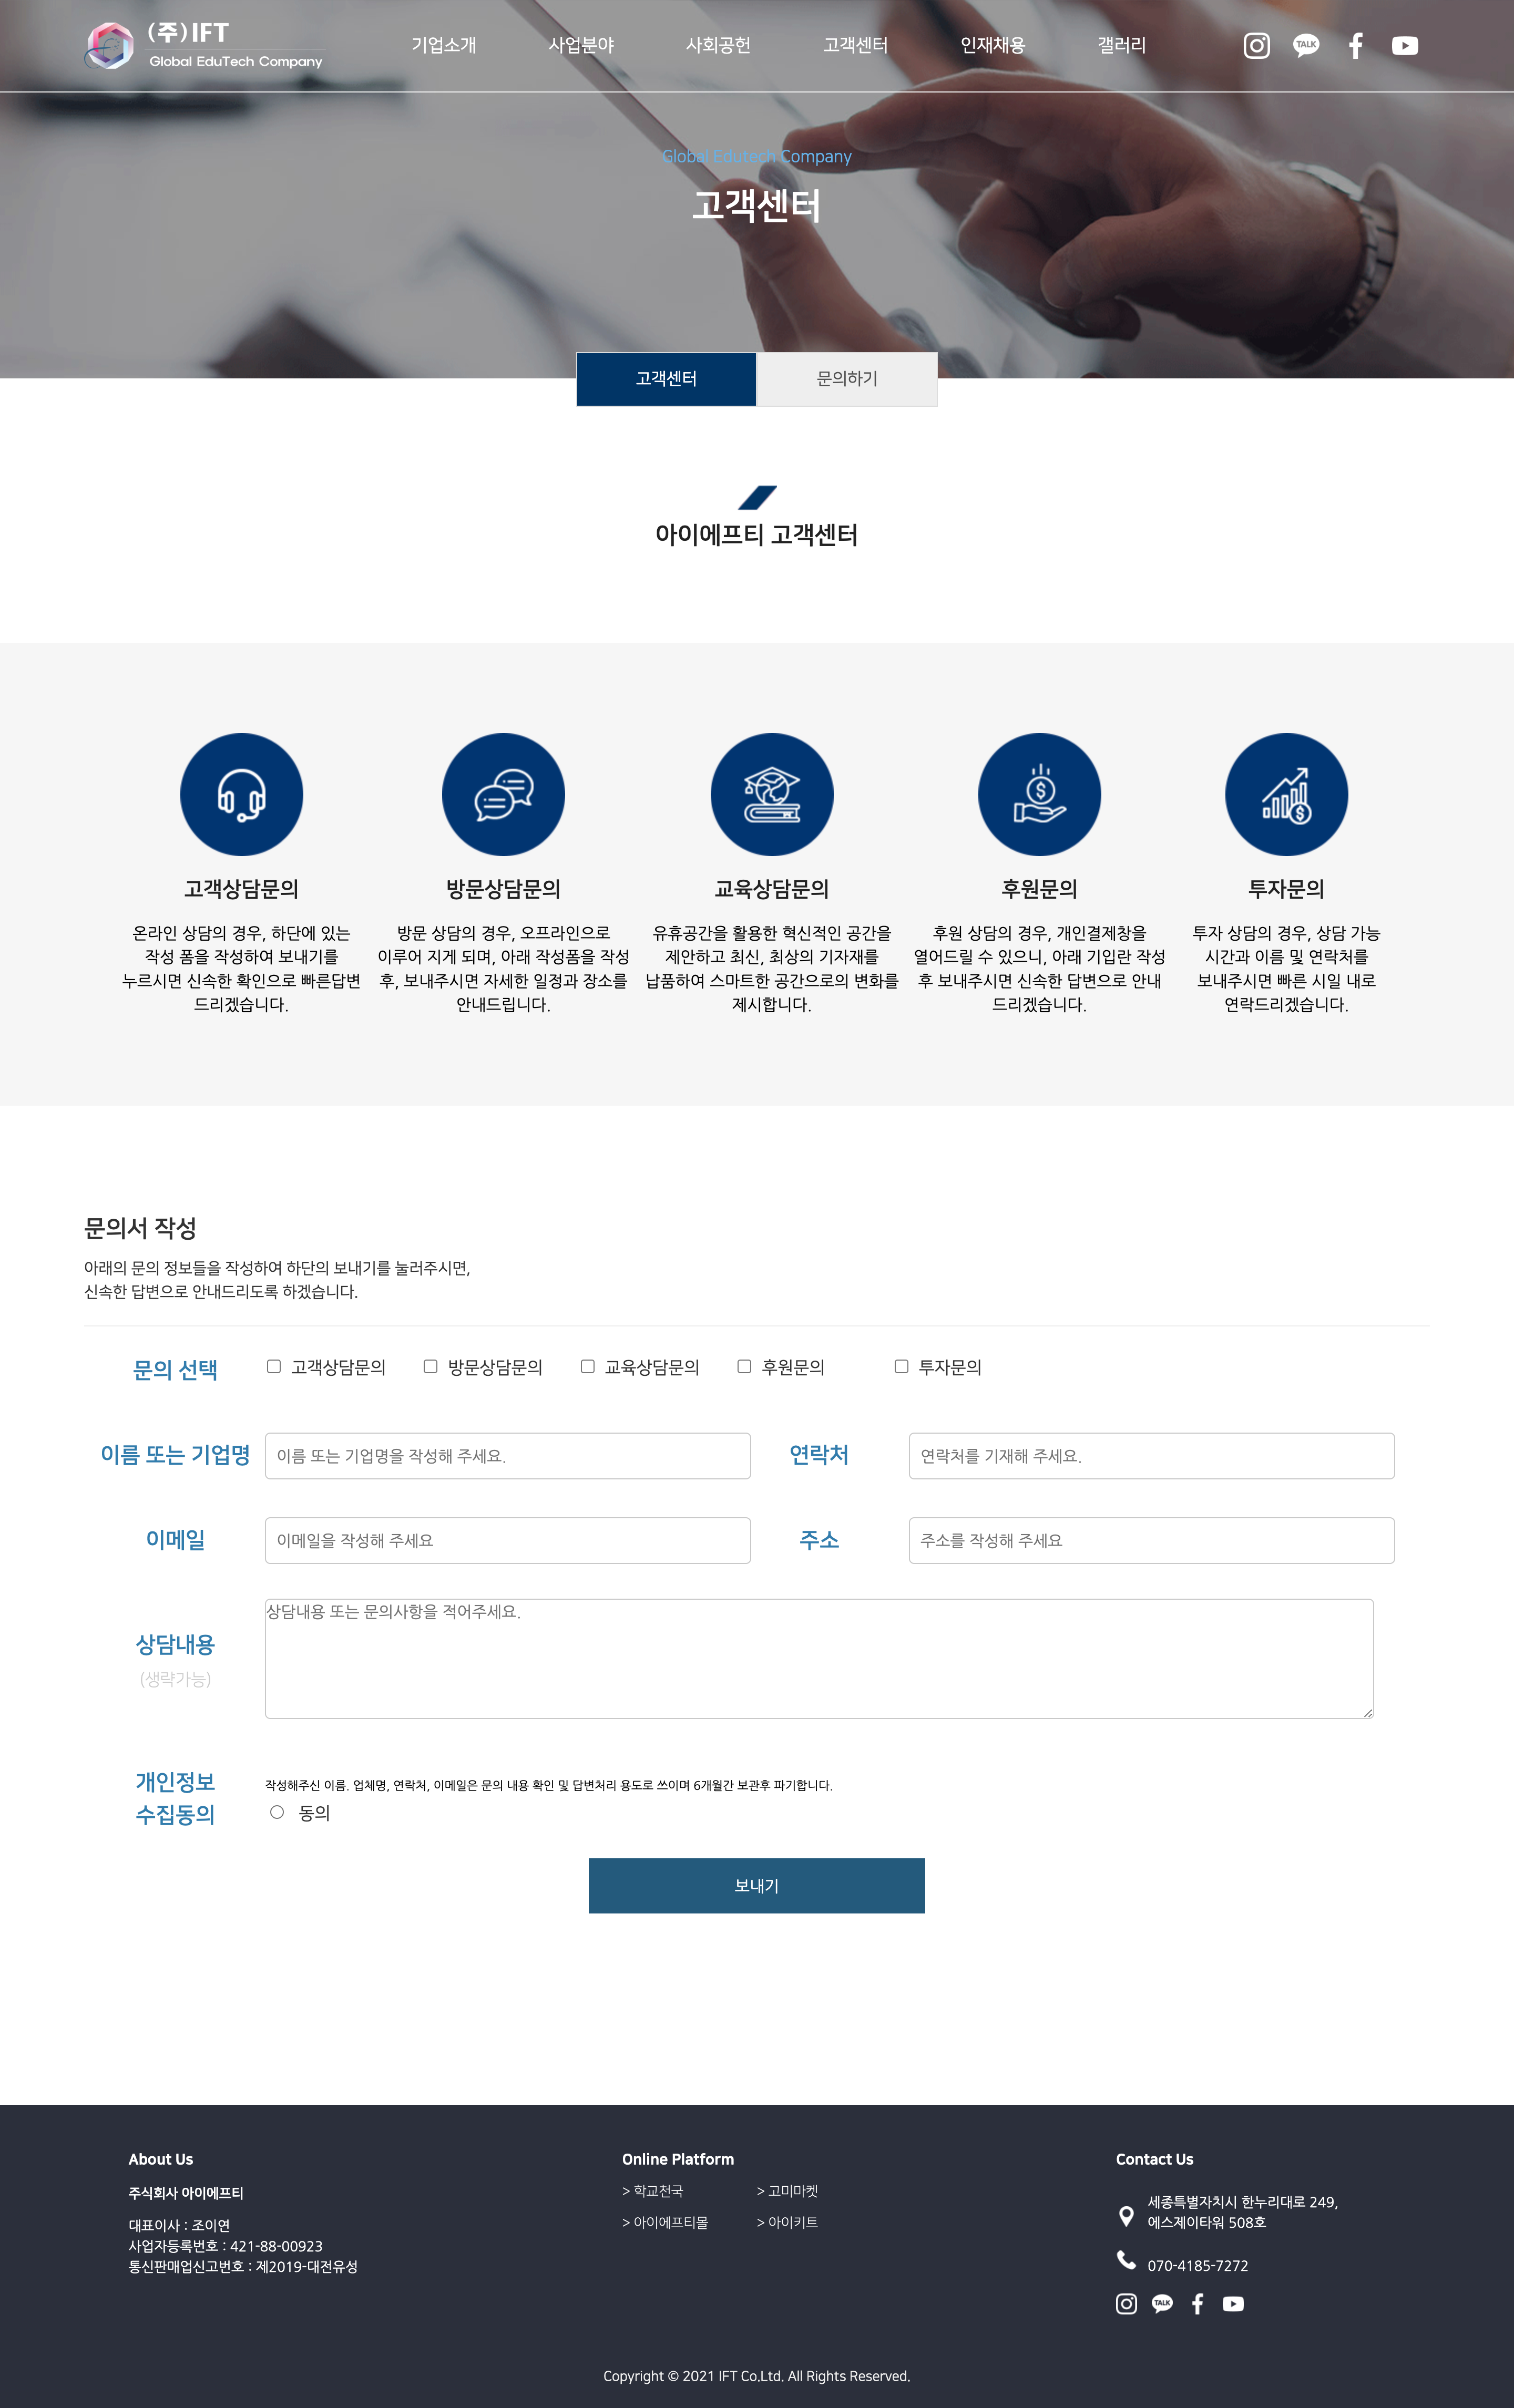 (주)IFT
Global EduTech Company
기업소개
사업분야
사회공헌
고객센터
인재채용
갤러리
TALK
Global Edutech Company
고객센터
고객센터
문의하기
아이에프티 고객센터
고객상담문의
온라인 상담의 경우, 하단에 있는
작성 폼을 작성하여 보내기를
누르시면 신속한 확인으로 빠른답변
드리겠습니다.
방문상담문의
방문 상담의 경우, 오프라인으로
이루어 지게 되며, 아래 작성폼을 작성
후, 보내주시면 자세한 일정과 장소를
안내드립니다.
교육상담문의
유휴공간을 활용한 혁신적인 공간을
제안하고 최신, 최상의 기자재를
납품하여 스마트한 공간으로의 변화를
제시합니다.
후원문의
후원 상담의 경우, 개인결제창을
열어드릴 수 있으니, 아래 기입란 작성
후 보내주시면 신속한 답변으로 안내
드리겠습니다.
투자문의
투자 상담의 경우, 상담 가능
시간과 이름 및 연락처를
보내주시면 빠른 시일 내로
연락드리겠습니다.
문의서 작성
아래의 문의 정보들을 작성하여 하단의 보내기를 눌러주시면,
신속한 답변으로 안내드리도록 하겠습니다.
문의 선택
고객상담문의
방문상담문의
교육상담문의
후원문의
투자문의
이름 또는 기업명
이름 또는 기업명을 작성해 주세요.
연락처
연락처를 기재해 주세요.
이메일
이메일을 작성해 주세요
주소
주소를 작성해 주세요
상담내용
(생략가능)
상담내용 또는 문의사항을 적어주세요.
개인정보
수집동의
작성해주신 이름. 업체명, 연락처, 이메일은 문의 내용 확인 및 답변처리 용도로 쓰이며 6개월간 보관후 파기합니다.
동의
보내기
About Us
주식회사 아이에프티
대표이사 : 조이연
사업자등록번호 : 421-88-00923
통신판매업신고번호 : 제2019-대전유성
Online Platform
> 학교천국
> 고미마켓
> 아이에프티몰
> 아이키트
Contact Us
세종특별자치시 한누리대로 249,
에스제이타워 508호
070-4185-7272
TALK
Copyright © 2021 IFT Co.Ltd. All Rights Reserved.